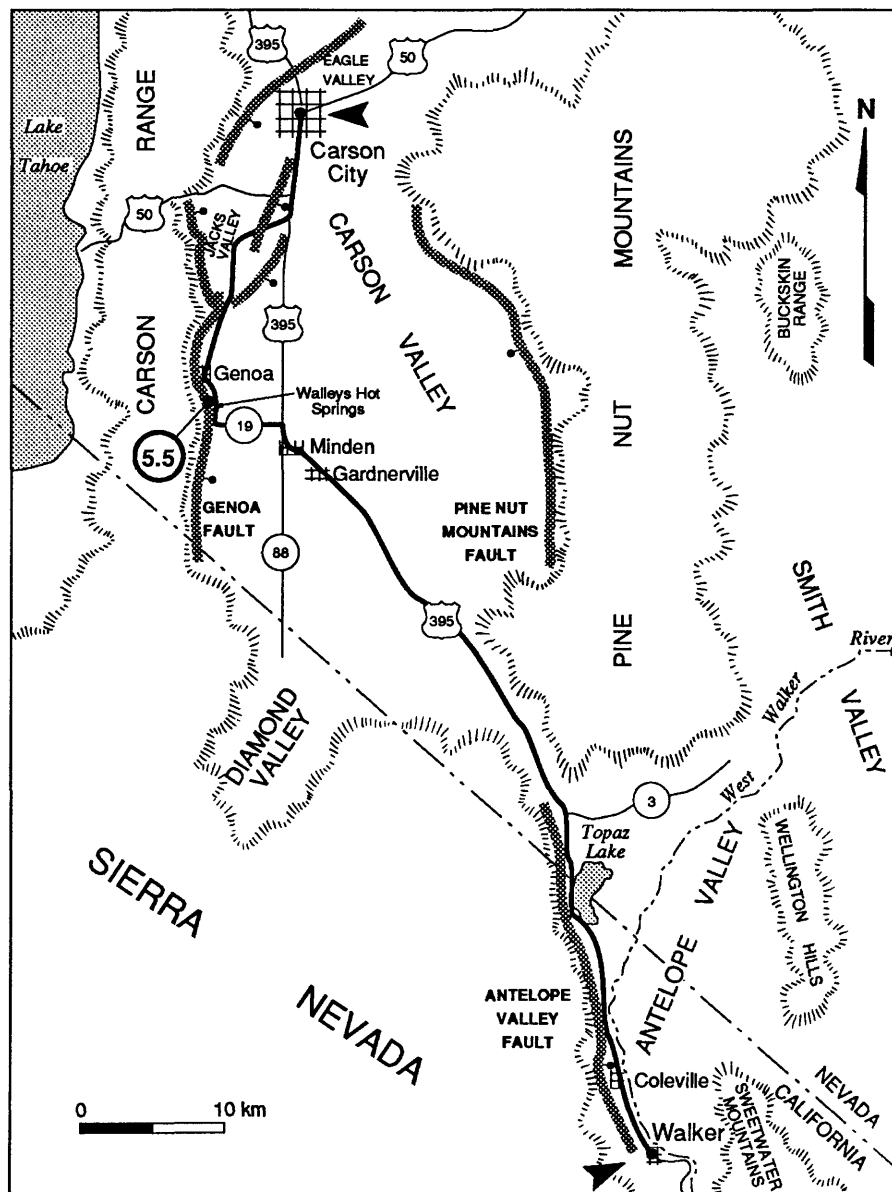 395
EAGLE
VALLEY
50
N
Lake
Tahoe
RANGE
Carson
City
MOUNTAINS
50
JACKS
VALLEY
CARSON
VALLEY
BUCKSKIN
RANGE
395
CARSON
Genoa
Walleys Hot
Springs
19
NUT
5.5
Minden
Gardnerville
GENOA
FAULT
PINE NUT
MOUNTAINS
FAULT
88
SMITH
VALLEY
395
PINE
River
Walker
West
DIAMOND
VALLEY
3
Topaz
Lake
WELLINGTON
HILLS
SIERRA
NEVADA
ANTELOPE
VALLEY
ANTELOPE
VALLEY
FAULT
Coleville
NEVADA
CALIFORNIA
SWEETWATER
MOUNTAINS
0 10 km
Walker